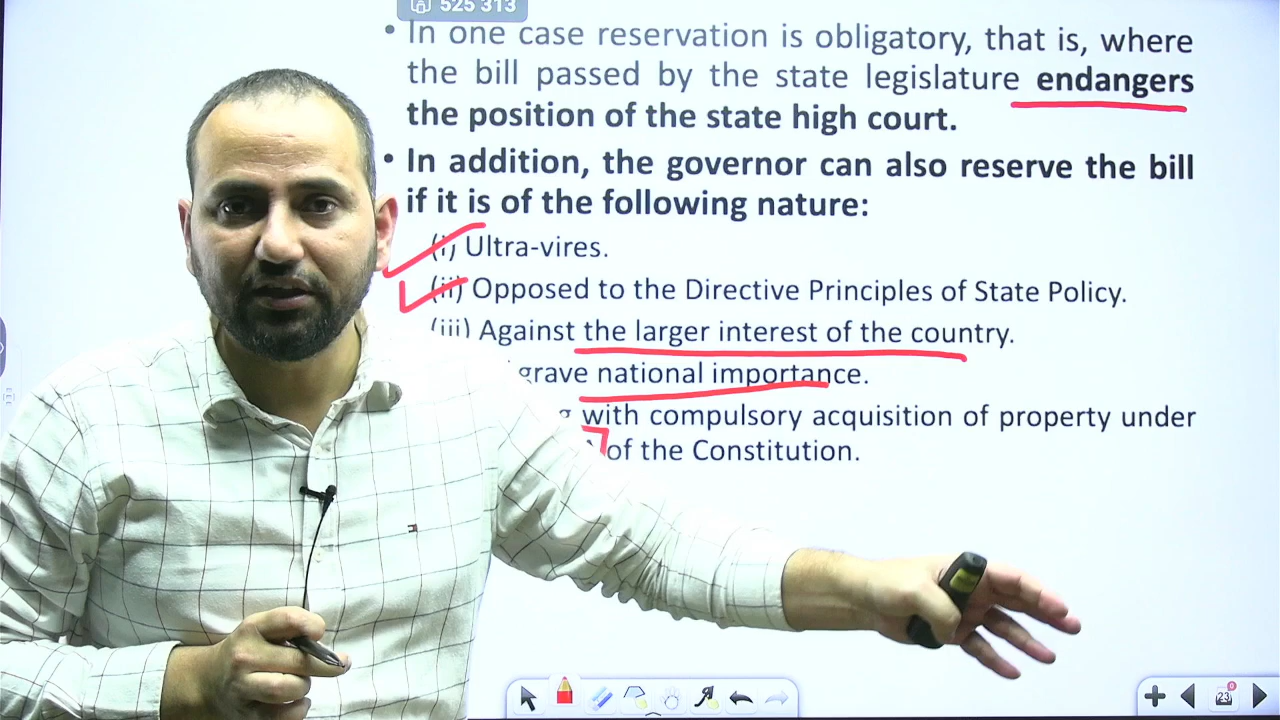 525 313
• In one case reservation is obligatory, that is, where
the bill passed by the state legislature endangers
the position of the state high court.
• In addition, the governor can also reserve the bill
if it is of the following nature:
(i) Ultra-vires.
(ii) Opposed to the Directive Principles of State Policy.
(iii) Against the larger interest of the country.
grave national importance.
with compulsory acquisition of property under
of the Constitution.
23